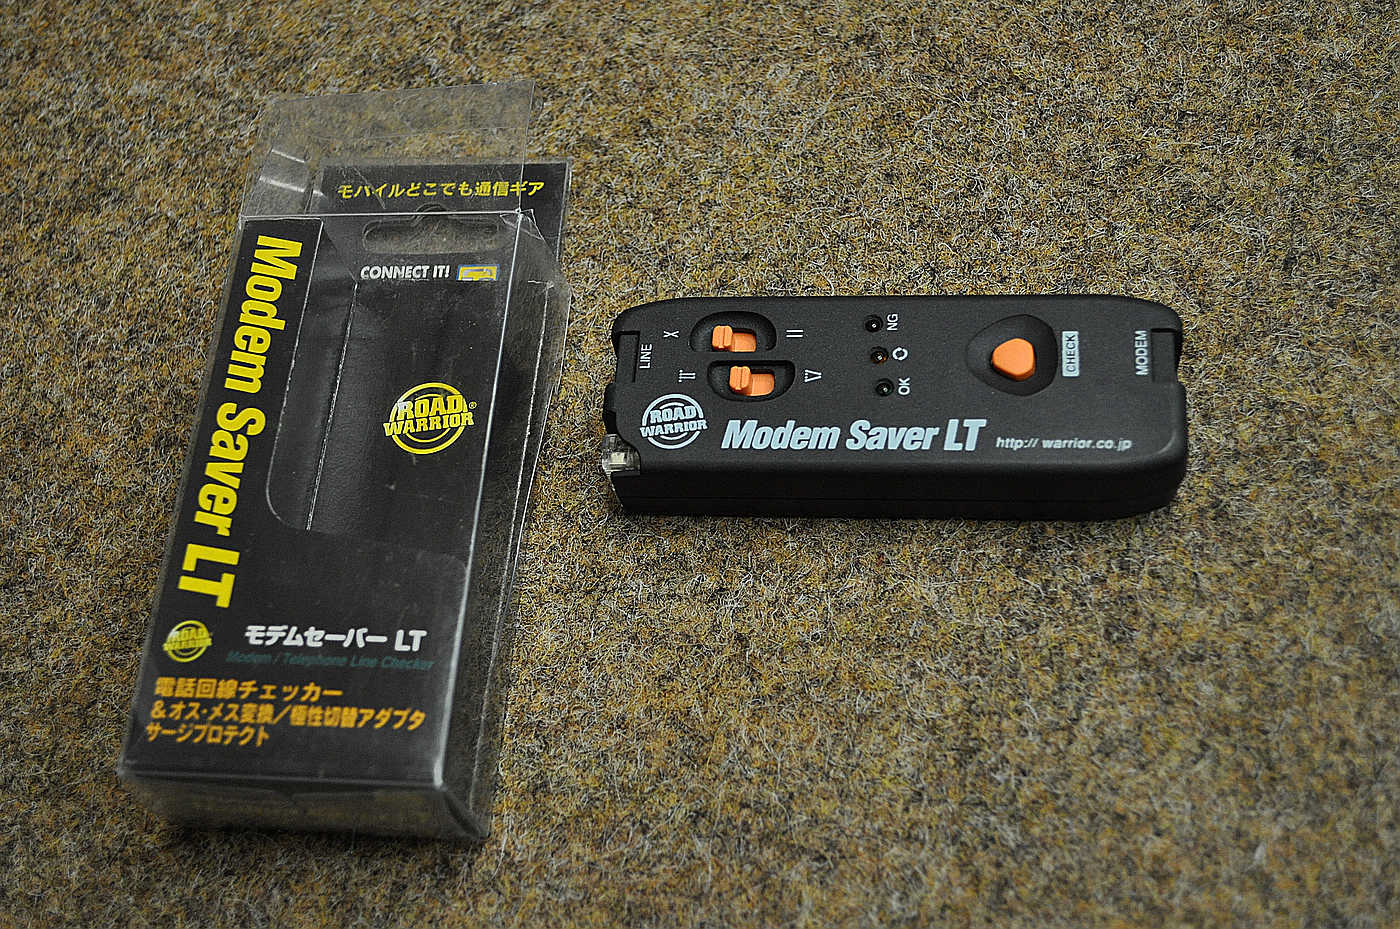 モバイルどこでも通信ギア
CONNECT IT!
Modem Saver LT
ROAD
WARRIOR®
ROAD
WARRIOR
モデムセーバー LT
Modem / Telephone Line Checker
電話回線チェッカー
&オス・メス変換／極性切替アダプタ
サージプロテクト
LINE
X
II
NG
OK
CHECK
MODEM
ROAD
WARRIOR
Modem Saver LT
http:// warrior.co.jp